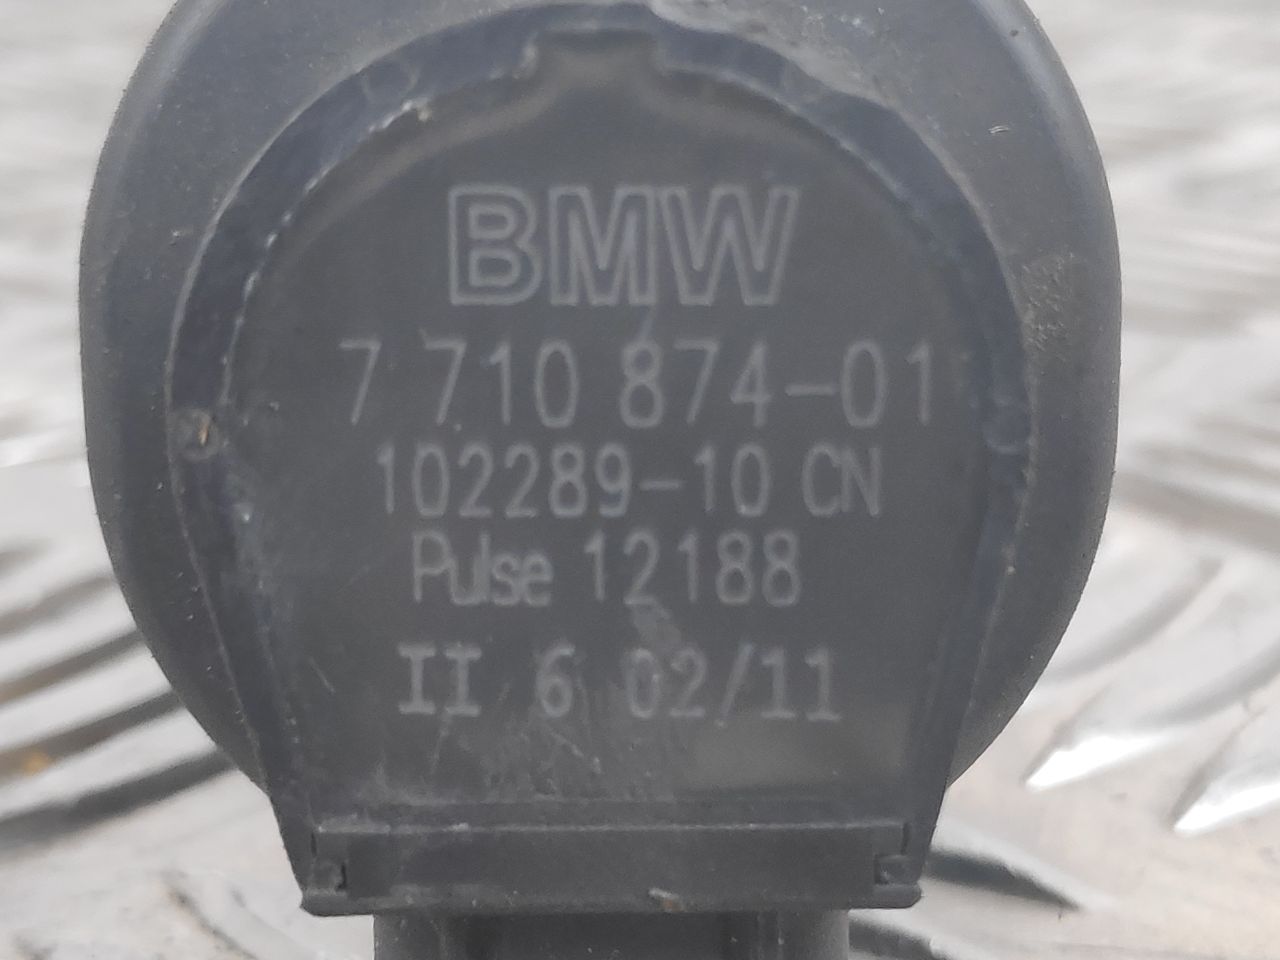 BMW
7 710 874-01
102289-10 CN
Pulse 12188
II 6 02/11